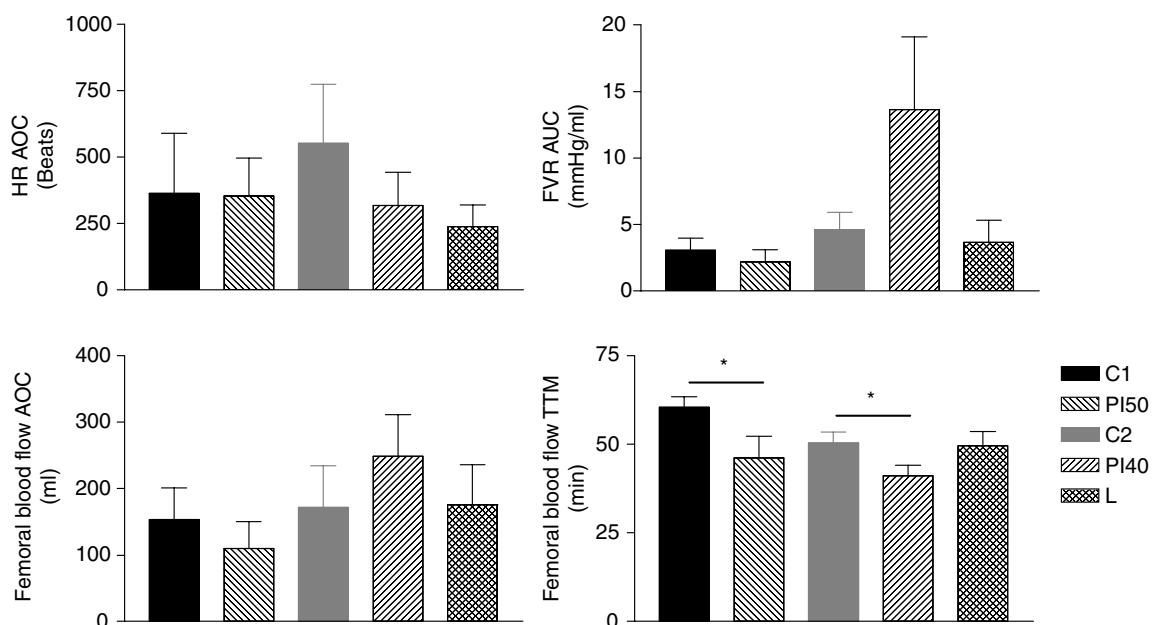 HR AOC
(Beats)
1000
750
500
250
0
FVR AUC
(mmHg/ml)
20
15
10
5
0
Femoral blood flow AOC
(ml)
400
300
200
100
0
Femoral blood flow TTM
(min)
75
50
25
0
*
*
C1
PI50
C2
PI40
L